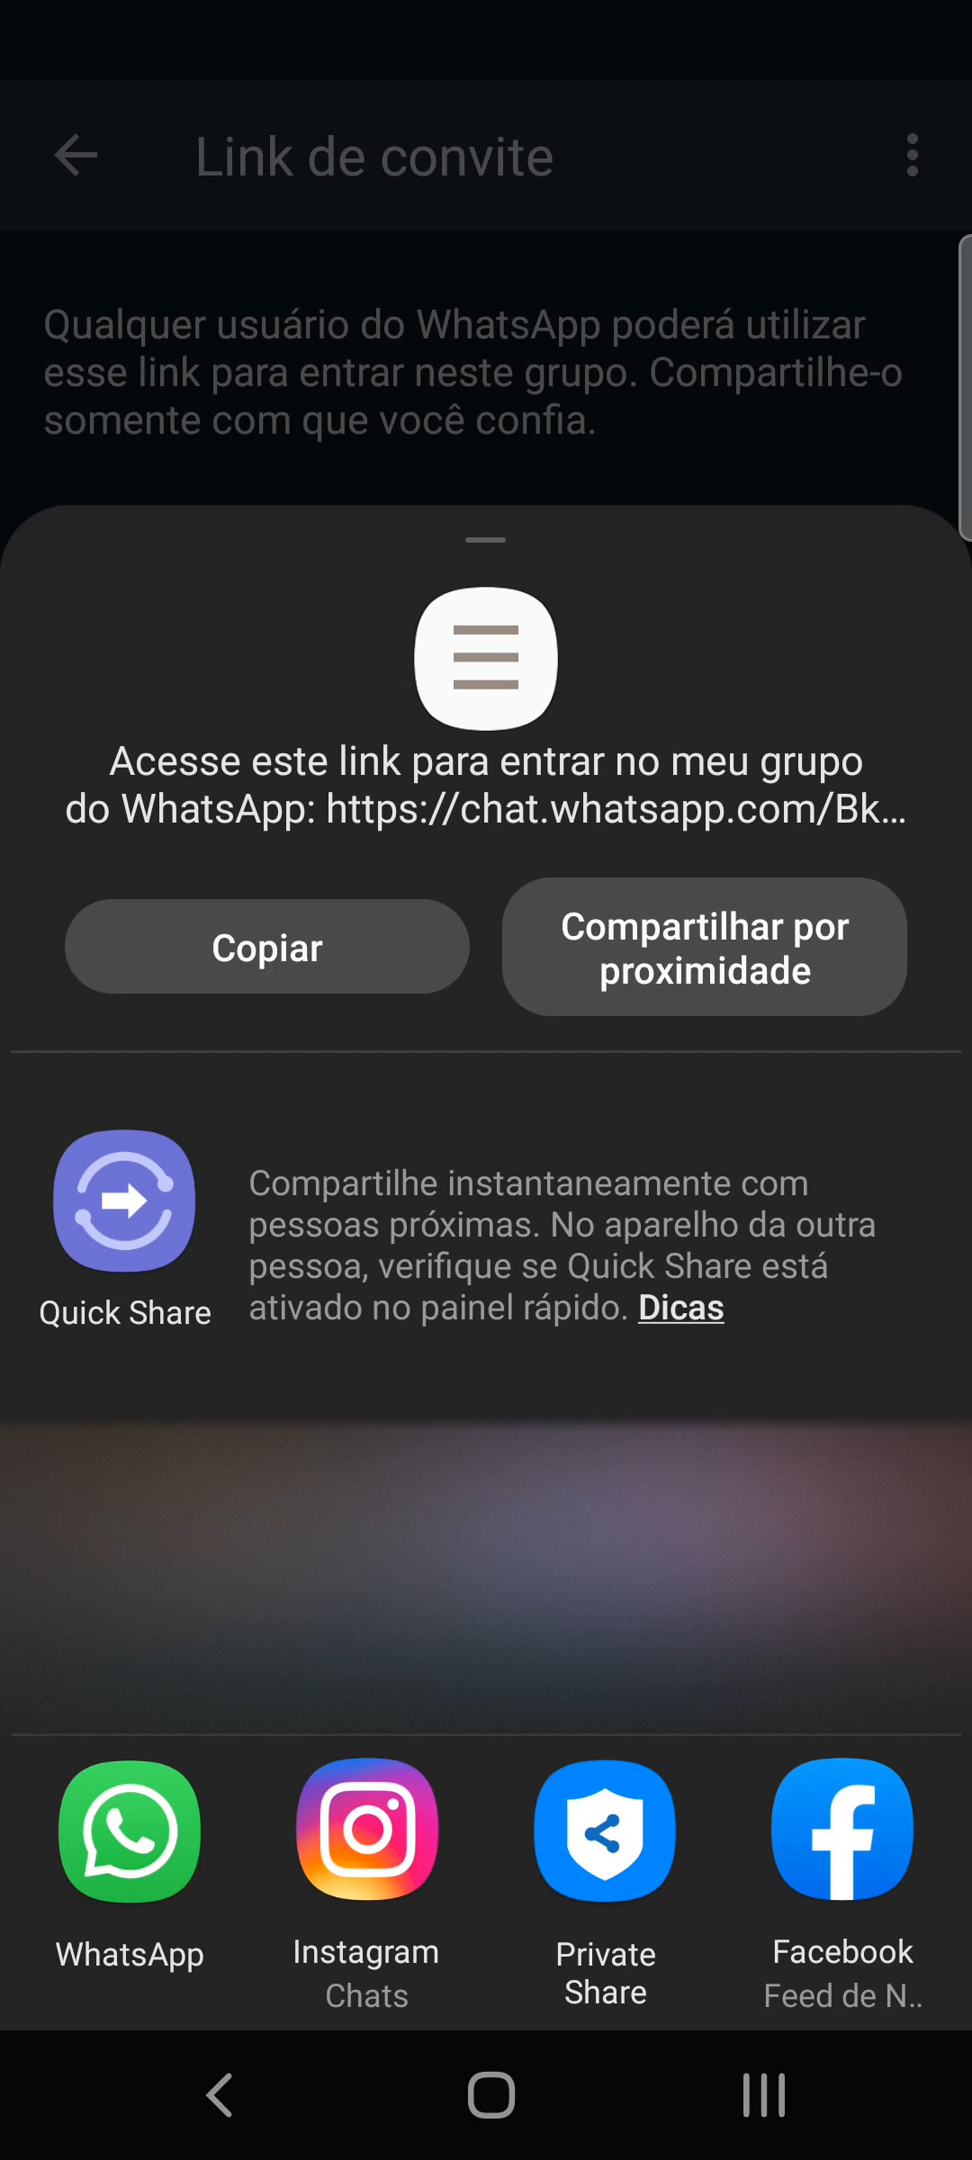 Link de convite
Qualquer usuário do WhatsApp poderá utilizar
esse link para entrar neste grupo. Compartilhe-o
somente com que você confia.
Acesse este link para entrar no meu grupo
do WhatsApp: https://chat.whatsapp.com/Bk...
Copiar
Compartilhar por
proximidade
Compartilhe instantaneamente com
pessoas próximas. No aparelho da outra
pessoa, verifique se Quick Share está
ativado no painel rápido. Dicas
Quick Share
WhatsApp
Instagram
Chats
Private
Share
Facebook
Feed de N..